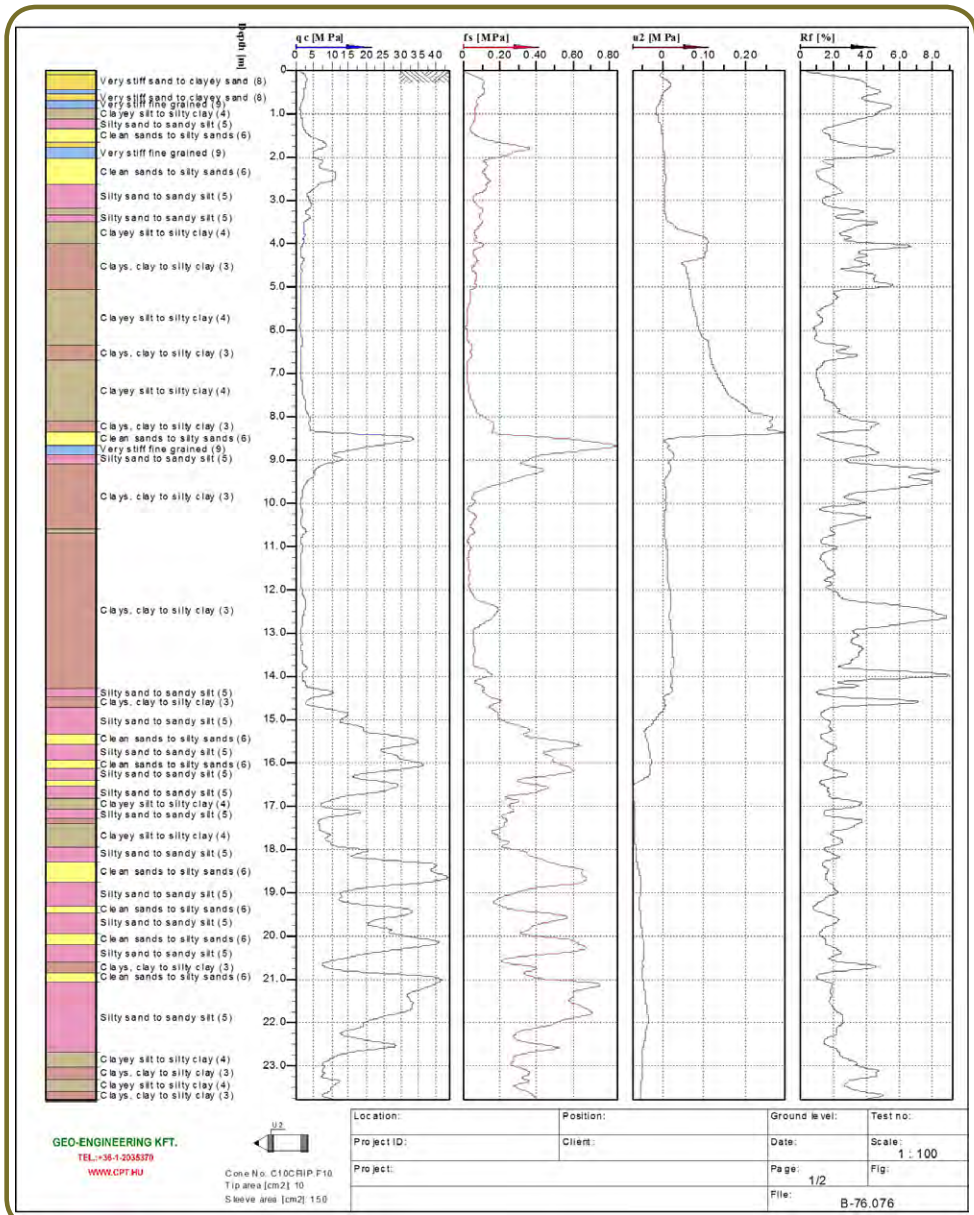 Depth [m]
qc [MPa]
0 5 10 15 20 25 30 35 40
fs [MPa]
0.20 0.40 0.60 0.80
u2 [MPa]
0 0.10 0.20
Rf [%]
2.0 4.0 6.0 8.0
0
1.0
2.0
3.0
4.0
5.0
6.0
7.0
8.0
9.0
10.0
11.0
12.0
13.0
14.0
15.0
16.0
17.0
18.0
19.0
20.0
21.0
22.0
23.0
Very stiff sand to clayey sand (8)
Very stiff sand to clayey sand (8)
Very stiff fine grained (9)
Clayey silt to silty clay (4)
Silty sand to sandy silt (5)
Clean sands to silty sands (6)
Very stiff fine grained (9)
Clean sands to silty sands (6)
Silty sand to sandy silt (5)
Silty sand to sandy silt (5)
Clayey silt to silty clay (4)
Clays, clay to silty clay (3)
Clayey silt to silty clay (4)
Clays, clay to silty clay (3)
Clayey silt to silty clay (4)
Clays, clay to silty clay (3)
Clean sands to silty sands (6)
Very stiff fine grained (9)
Silty sand to sandy silt (5)
Clays, clay to silty clay (3)
Clays, clay to silty clay (3)
Silty sand to sandy silt (5)
Clays, clay to silty clay (3)
Silty sand to sandy silt (5)
Clean sands to silty sands (6)
Silty sand to sandy silt (5)
Clean sands to silty sands (6)
Silty sand to sandy silt (5)
Silty sand to sandy silt (5)
Clayey silt to silty clay (4)
Silty sand to sandy silt (5)
Clayey silt to silty clay (4)
Silty sand to sandy silt (5)
Clean sands to silty sands (6)
Silty sand to sandy silt (5)
Clean sands to silty sands (6)
Silty sand to sandy silt (5)
Clean sands to silty sands (6)
Silty sand to sandy silt (5)
Clays, clay to silty clay (3)
Clean sands to silty sands (6)
Silty sand to sandy silt (5)
Clayey silt to silty clay (4)
Clays, clay to silty clay (3)
Clayey silt to silty clay (4)
Clays, clay to silty clay (3)
GEO-ENGINEERING KFT.
TEL.:+36-1-2035379
WWW.CPT.HU
U2
Cone No. C10CFIIP.F10
Tip area [cm2]: 10
Sleeve area [cm2]: 150
Location:
Position:
Ground level:
Test no:
Project ID:
Client:
Date:
Scale:
1 : 100
Project:
Page:
1/2
Fig:
File:
B-76.076